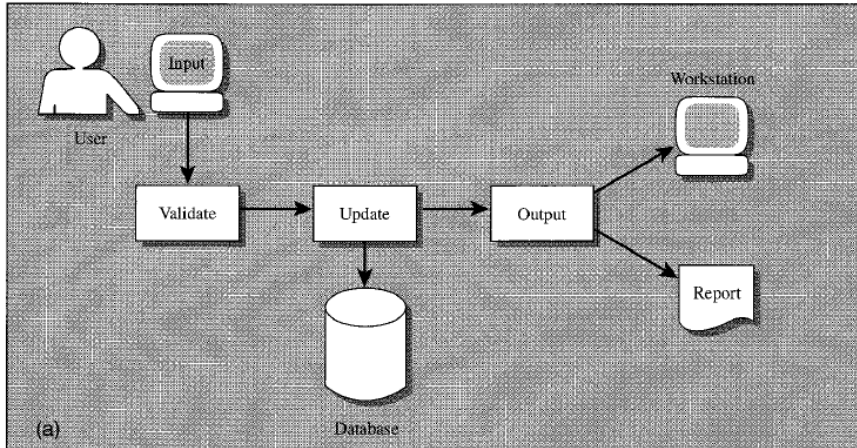 Input
Workstation
User
Validate
Update
Output
Report
Database
(a)